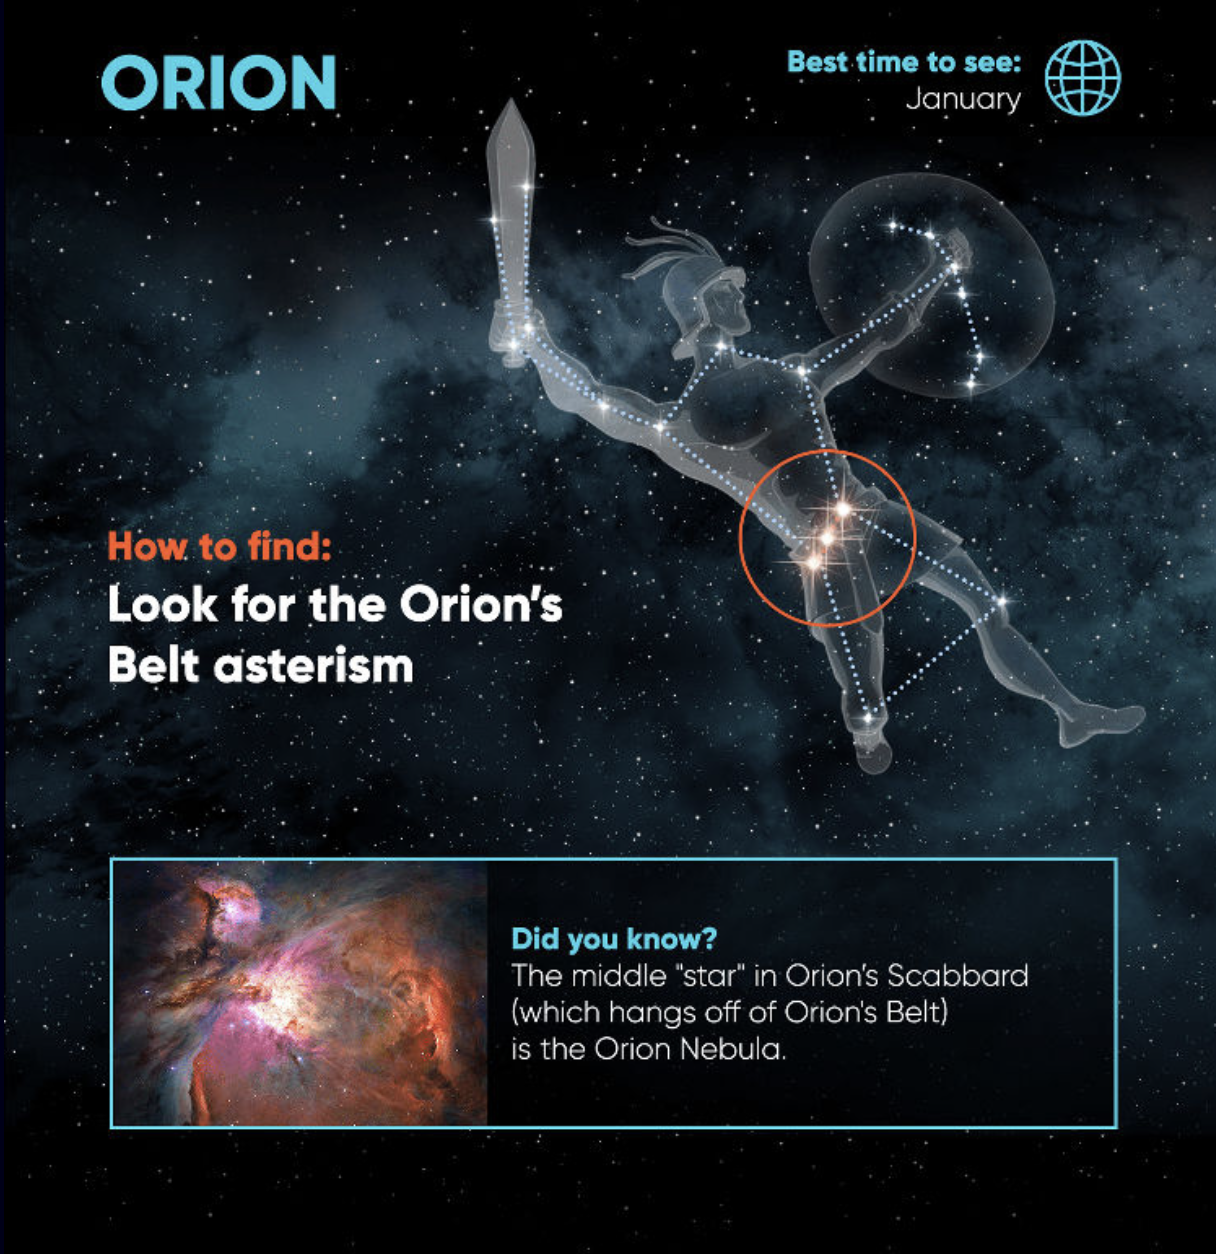 ORION
Best time to see:
January
How to find:
Look for the Orion’s
Belt asterism
Did you know?
The middle "star" in Orion’s Scabbard
(which hangs off of Orion's Belt)
is the Orion Nebula.